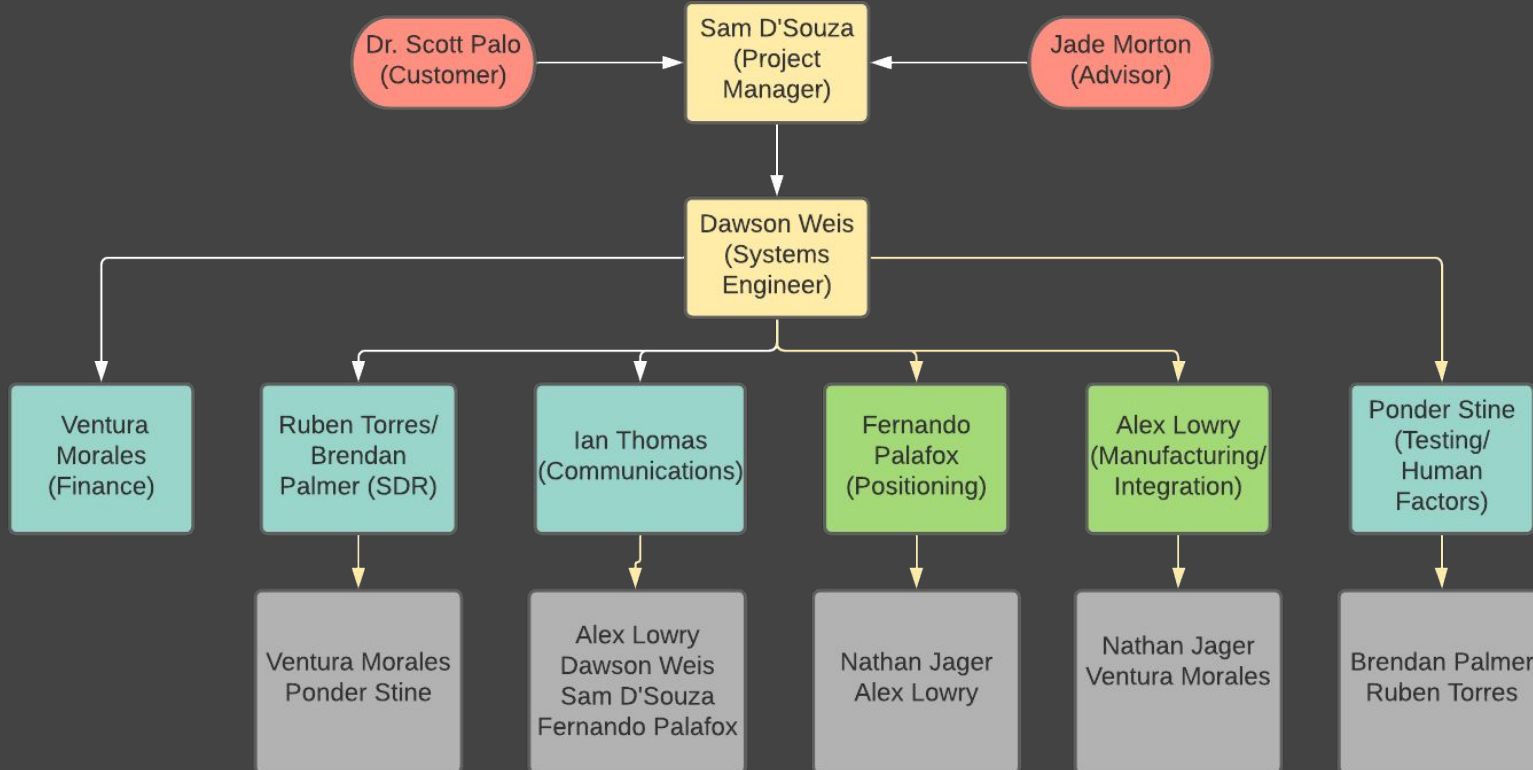 Dr. Scott Palo
(Customer)
Sam D'Souza
(Project
Manager)
Jade Morton
(Advisor)
Dawson Weis
(Systems
Engineer)
Ventura
Morales
(Finance)
Ruben Torres/
Brendan
Palmer (SDR)
Ian Thomas
(Communications)
Fernando
Palafox
(Positioning)
Alex Lowry
(Manufacturing/
Integration)
Ponder Stine
(Testing/
Human
Factors)
Ventura Morales
Ponder Stine
Alex Lowry
Dawson Weis
Sam D'Souza
Fernando Palafox
Nathan Jager
Alex Lowry
Nathan Jager
Ventura Morales
Brendan Palmer
Ruben Torres